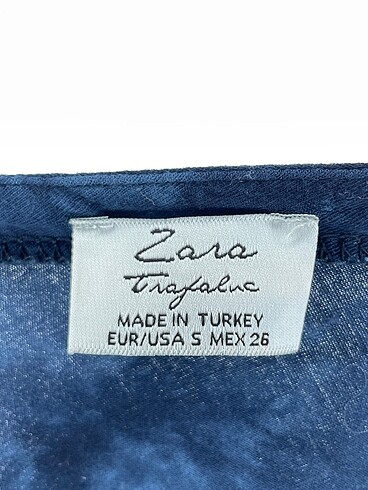 Zara
Trafaluc
MADE IN TURKEY
EUR/USA S MEX 26